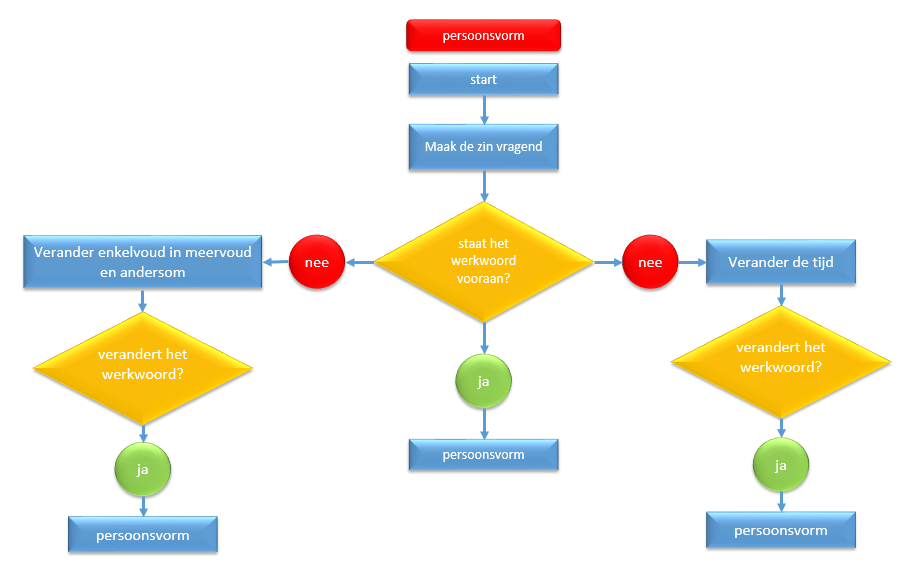 persoonsvorm
start
Maak de zin vragend
staat het
werkwoord
vooraan?
nee
Verander enkelvoud in meervoud
en andersom
verandert het
werkwoord?
ja
persoonsvorm
ja
persoonsvorm
nee
Verander de tijd
verandert het
werkwoord?
ja
persoonsvorm